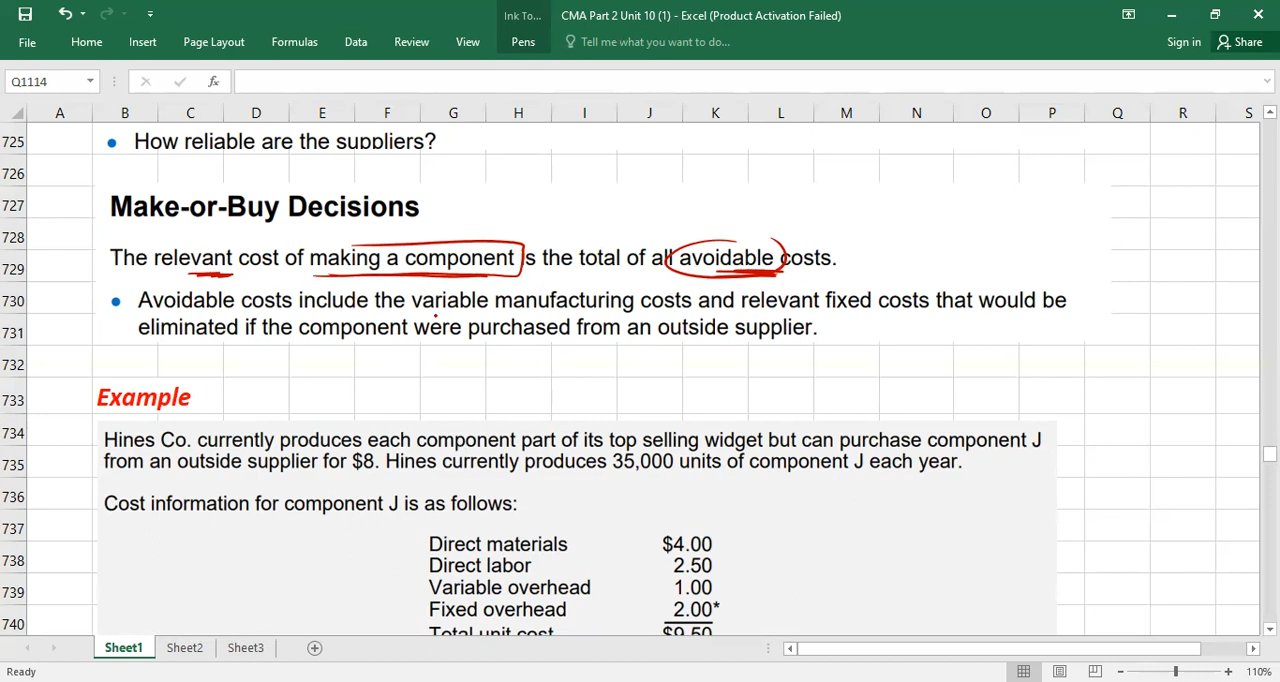 Ink To...
CMA Part 2 Unit 10 (1) - Excel (Product Activation Failed)
File Home Insert Page Layout Formulas Data Review View Pens Tell me what you want to do... Sign in Share
Q1114 fx
A B C D E F G H I J K L M N O P Q R S
725 How reliable are the suppliers?
726
727 Make-or-Buy Decisions
728
729 The relevant cost of making a component is the total of all avoidable costs.
730 Avoidable costs include the variable manufacturing costs and relevant fixed costs that would be
731 eliminated if the component were purchased from an outside supplier.
732
733 Example
734 Hines Co. currently produces each component part of its top selling widget but can purchase component J
735 from an outside supplier for $8. Hines currently produces 35,000 units of component J each year.
736 Cost information for component J is as follows:
737
738 Direct materials $4.00
Direct labor 2.50
739 Variable overhead 1.00
740 Fixed overhead 2.00*
Total unit cost $9.50
Sheet1 Sheet2 Sheet3
Ready 110%